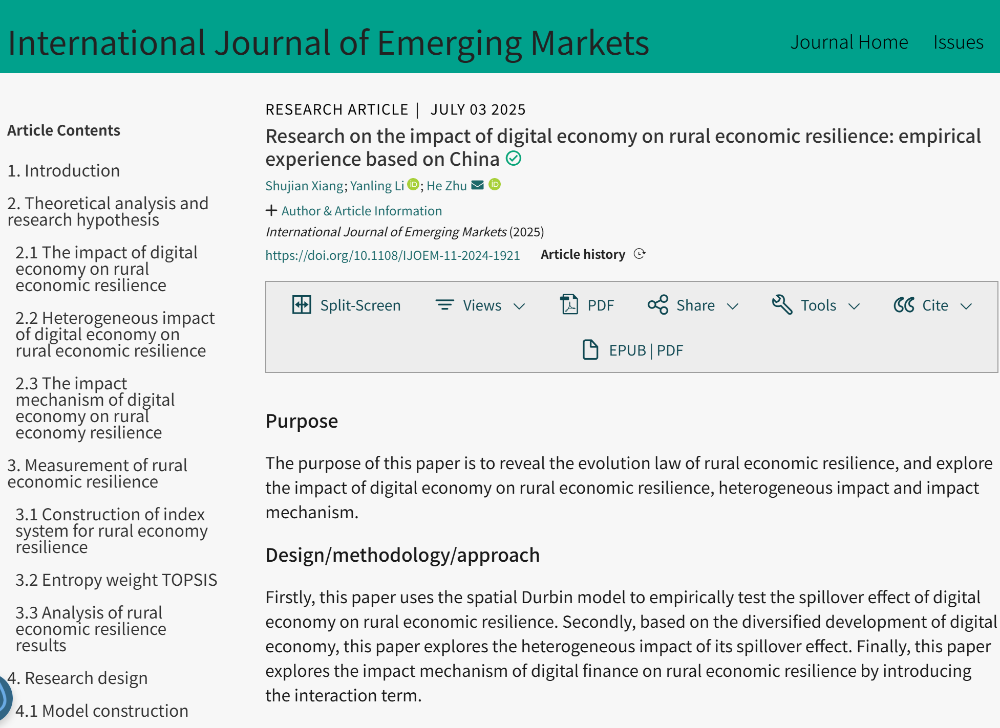 International Journal of Emerging Markets
Journal Home Issues
Article Contents
1. Introduction
2. Theoretical analysis and
research hypothesis
2.1 The impact of digital
economy on rural
economic resilience
2.2 Heterogeneous impact
of digital economy on
rural economic resilience
2.3 The impact
mechanism of digital
economy on rural
economy resilience
3. Measurement of rural
economic resilience
3.1 Construction of index
system for rural economy
resilience
3.2 Entropy weight TOPSIS
3.3 Analysis of rural
economic resilience
results
4. Research design
4.1 Model construction
RESEARCH ARTICLE | JULY 03 2025
Research on the impact of digital economy on rural economic resilience: empirical
experience based on China
Shujian Xiang; Yanling Li iD ; He Zhu iD
+ Author & Article Information
International Journal of Emerging Markets (2025)
https://doi.org/10.1108/IJOEM-11-2024-1921 Article history
Split-Screen Views PDF Share Tools Cite
EPUB | PDF
Purpose
The purpose of this paper is to reveal the evolution law of rural economic resilience, and explore
the impact of digital economy on rural economic resilience, heterogeneous impact and impact
mechanism.
Design/methodology/approach
Firstly, this paper uses the spatial Durbin model to empirically test the spillover effect of digital
economy on rural economic resilience. Secondly, based on the diversified development of digital
economy, this paper explores the heterogeneous impact of its spillover effect. Finally, this paper
explores the impact mechanism of digital finance on rural economic resilience by introducing
the interaction term.